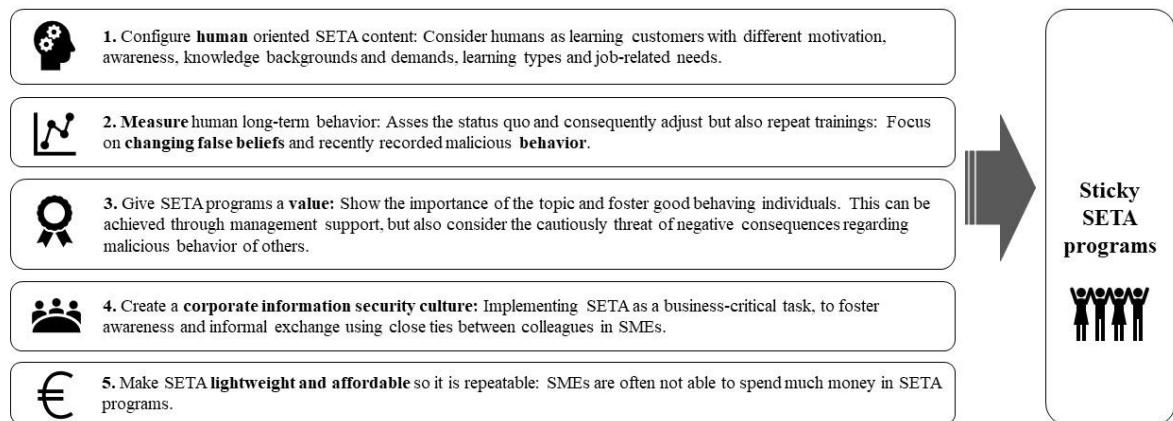 1. Configure human oriented SETA content: Consider humans as learning customers with different motivation,
awareness, knowledge backgrounds and demands, learning types and job-related needs.
2. Measure human long-term behavior: Asses the status quo and consequently adjust but also repeat trainings: Focus
on changing false beliefs and recently recorded malicious behavior.
3. Give SETA programs a value: Show the importance of the topic and foster good behaving individuals. This can be
achieved through management support, but also consider the cautiously threat of negative consequences regarding
malicious behavior of others.
4. Create a corporate information security culture: Implementing SETA as a business-critical task, to foster
awareness and informal exchange using close ties between colleagues in SMEs.
5. Make SETA lightweight and affordable so it is repeatable: SMEs are often not able to spend much money in SETA
programs.
Sticky
SETA
programs